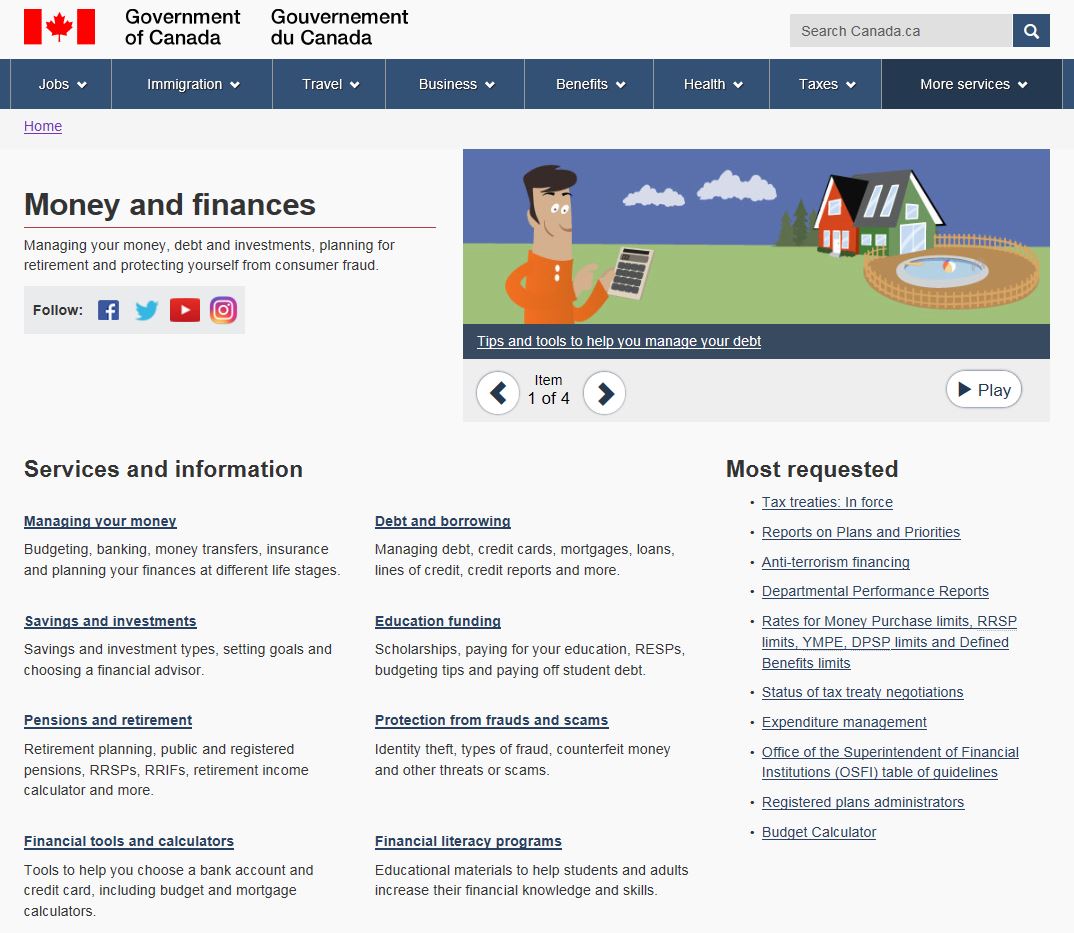 Government Gouvernement
of Canada du Canada
Search Canada.ca
Jobs Immigration Travel Business Benefits Health Taxes More services
Home
Money and finances
Managing your money, debt and investments, planning for
retirement and protecting yourself from consumer fraud.
Follow:
Tips and tools to help you manage your debt
Item
1 of 4
Play
Services and information
Managing your money
Budgeting, banking, money transfers, insurance
and planning your finances at different life stages.
Debt and borrowing
Managing debt, credit cards, mortgages, loans,
lines of credit, credit reports and more.
Savings and investments
Savings and investment types, setting goals and
choosing a financial advisor.
Education funding
Scholarships, paying for your education, RESPs,
budgeting tips and paying off student debt.
Pensions and retirement
Retirement planning, public and registered
pensions, RRSPs, RRIFs, retirement income
calculator and more.
Protection from frauds and scams
Identity theft, types of fraud, counterfeit money
and other threats or scams.
Financial tools and calculators
Tools to help you choose a bank account and
credit card, including budget and mortgage
calculators.
Financial literacy programs
Educational materials to help students and adults
increase their financial knowledge and skills.
Most requested
• Tax treaties: In force
• Reports on Plans and Priorities
• Anti-terrorism financing
• Departmental Performance Reports
• Rates for Money Purchase limits, RRSP
limits, YMPE, DPSP limits and Defined
Benefits limits
• Status of tax treaty negotiations
• Expenditure management
• Office of the Superintendent of Financial
Institutions (OSFI) table of guidelines
• Registered plans administrators
• Budget Calculator